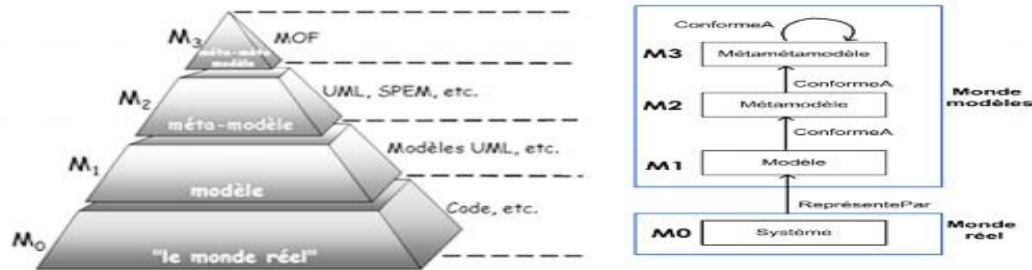 M3
MOF
méta-méta
modèle
M2
UML, SPEM, etc.
méta-modèle
M1
Modèles UML, etc.
modèle
Code, etc.
M0
"le monde réel"
ConformeA
M3
Métamétamodèle
ConformeA
M2
Métamodèle
Monde
modèles
ConformeA
M1
Modèle
ReprésentePar
M0
Système
Monde
réel